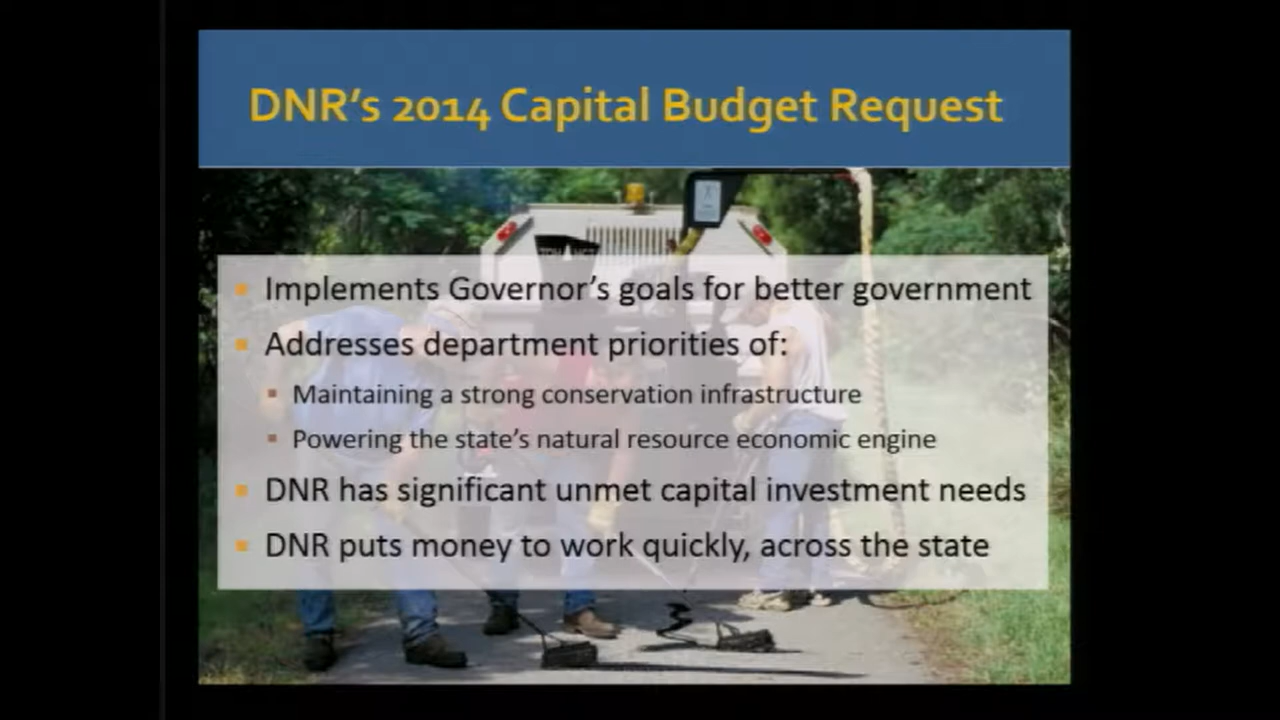 DNR's 2014 Capital Budget Request
Implements Governor's goals for better government
Addresses department priorities of:
Maintaining a strong conservation infrastructure
Powering the state's natural resource economic engine
DNR has significant unmet capital investment needs
DNR puts money to work quickly, across the state